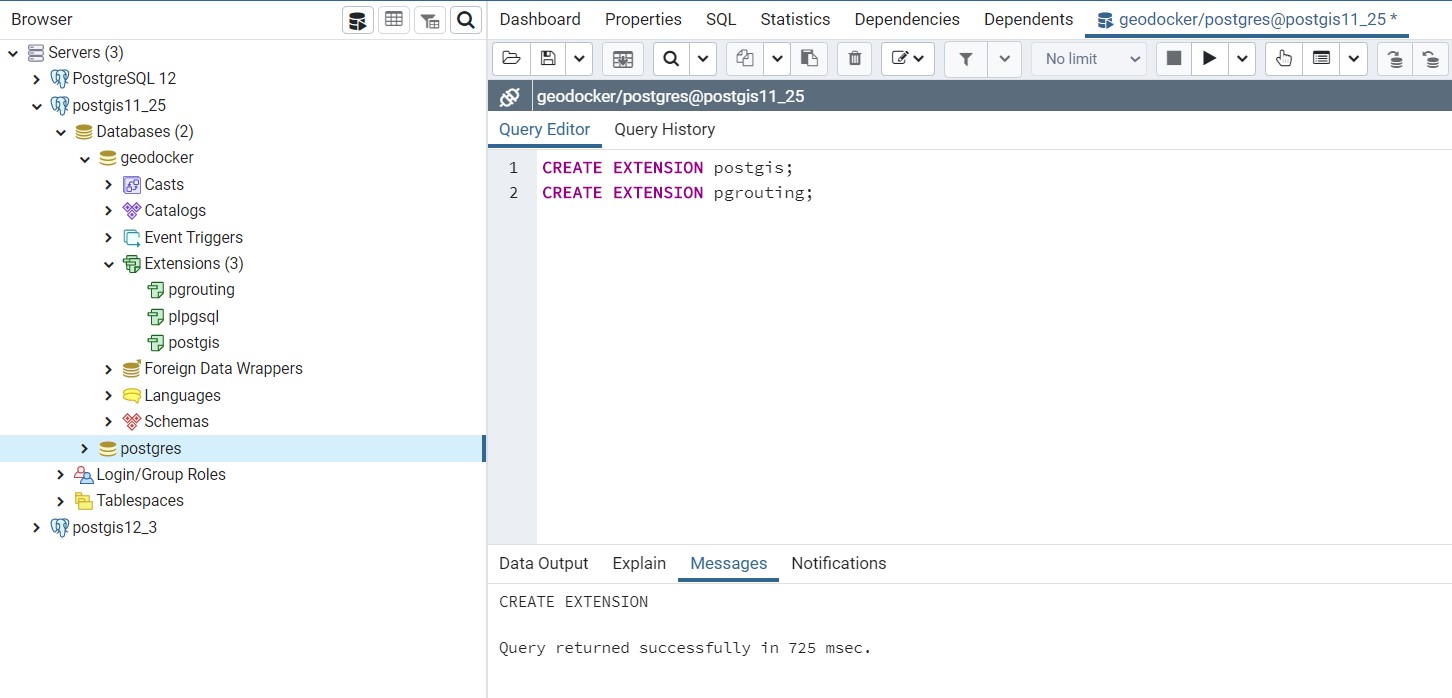 Browser
Servers (3)
PostgreSQL 12
postgis11_25
Databases (2)
geodocker
Casts
Catalogs
Event Triggers
Extensions (3)
pgrouting
plpgsql
postgis
Foreign Data Wrappers
Languages
Schemas
postgres
Login/Group Roles
Tablespaces
postgis12_3
Dashboard Properties SQL Statistics Dependencies Dependents geodocker/postgres@postgis11_25 *
No limit
geodocker/postgres@postgis11_25
Query Editor Query History
1 CREATE EXTENSION postgis;
2 CREATE EXTENSION pgrouting;
Data Output Explain Messages Notifications
CREATE EXTENSION
Query returned successfully in 725 msec.